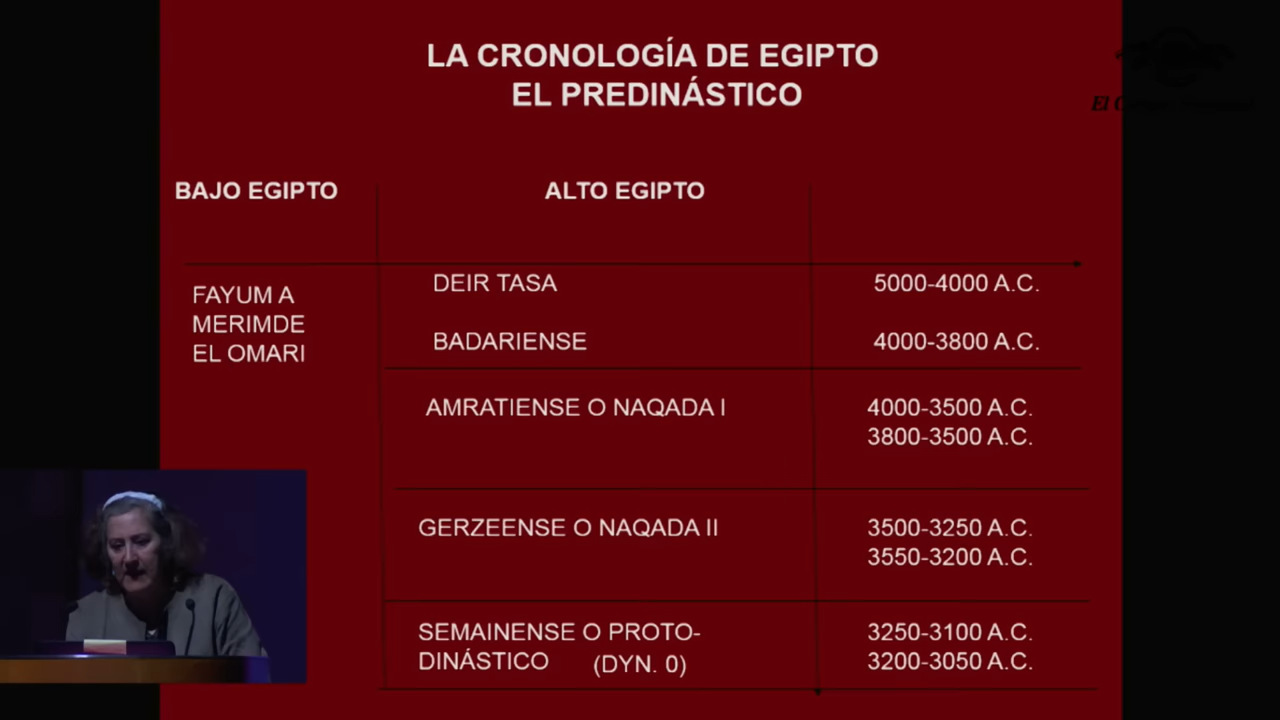 LA CRONOLOGÍA DE EGIPTO
EL PREDINÁSTICO
BAJO EGIPTO
ALTO EGIPTO
FAYUM A
MERIMDE
EL OMARI
DEIR TASA
5000-4000 A.C.
BADARIENSE
4000-3800 A.C.
AMRATIENSE O NAQADA I
4000-3500 A.C.
3800-3500 A.C.
GERZEENSE O NAQADA II
3500-3250 A.C.
3550-3200 A.C.
SEMAINENSE O PROTO-
DINÁSTICO (DYN. 0)
3250-3100 A.C.
3200-3050 A.C.
El